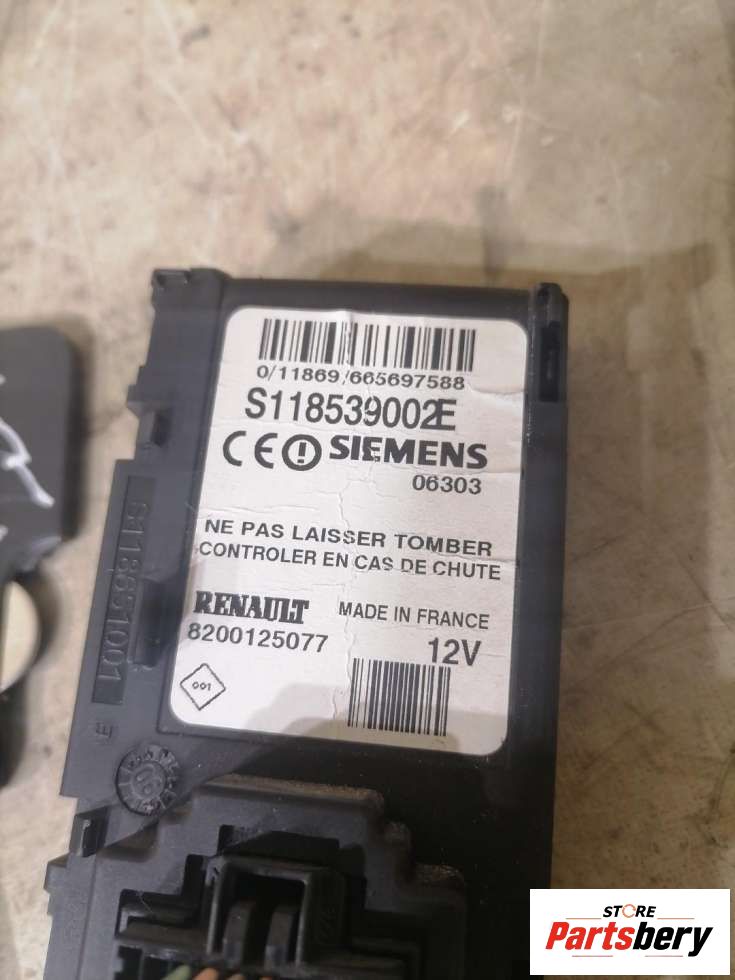 0/11869/665697588
S118539002E
CE SIEMENS
06303
NE PAS LAISSER TOMBER
CONTROLER EN CAS DE CHUTE
RENAULT MADE IN FRANCE
8200125077 12V
001
STORE
Partsbery